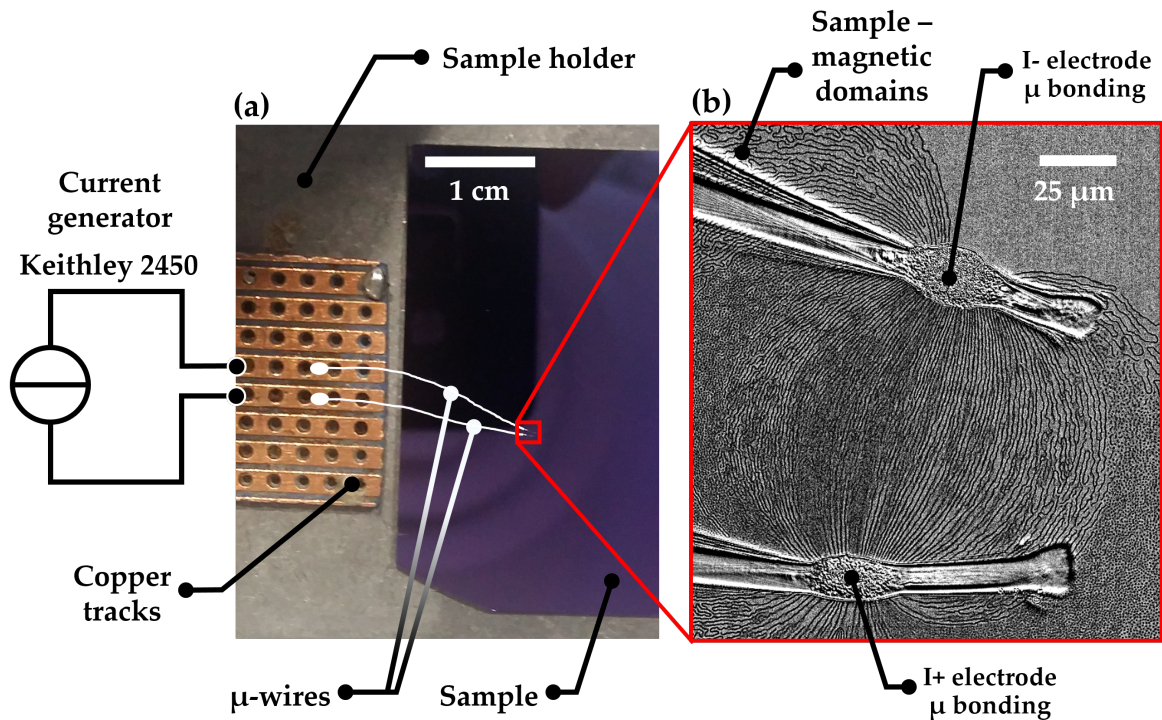 Sample holder
(a)
1 cm
Current
generator
Keithley 2450
Copper
tracks
μ-wires
Sample
Sample –
magnetic
domains
I- electrode
μ bonding
(b)
25 μm
I+ electrode
μ bonding